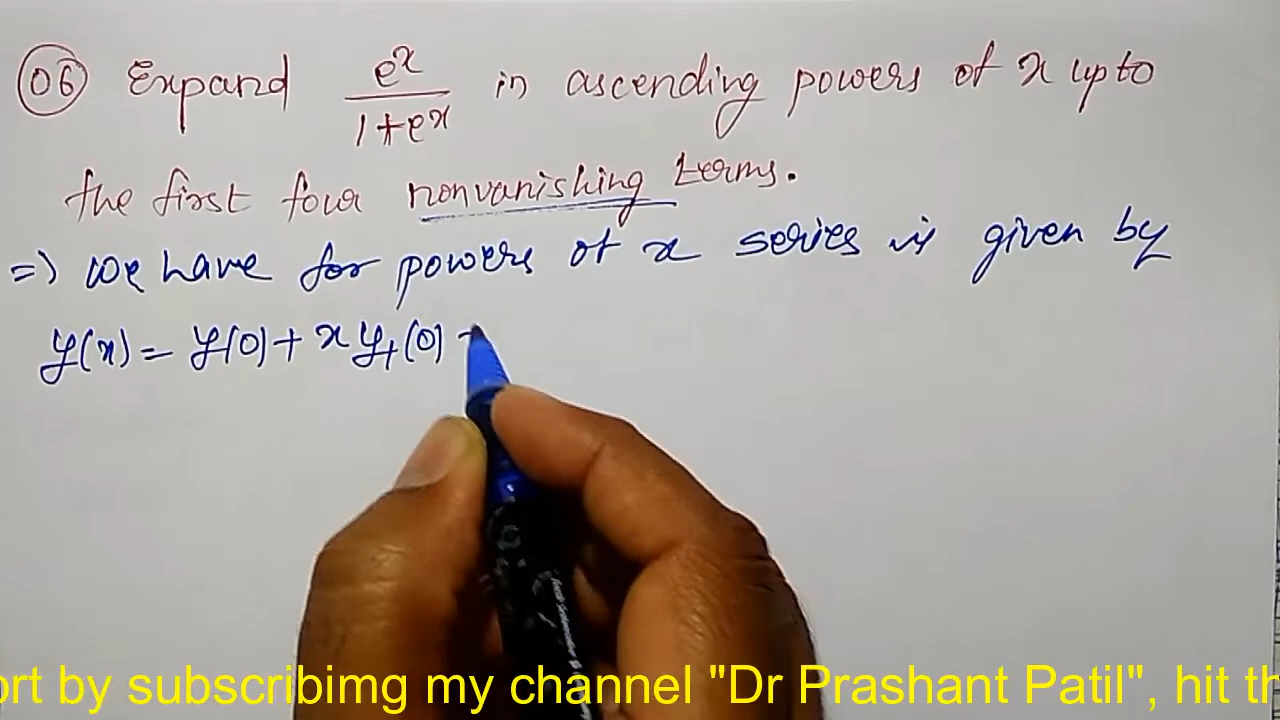 06 Expand e^x/1+e^x in ascending powers of x upto
the first four nonvanishing terms.
=> we have for powers of x series is given by
y(x) = y(0) + x y₁(0) -
ort by subscribimg my channel "Dr Prashant Patil", hit th